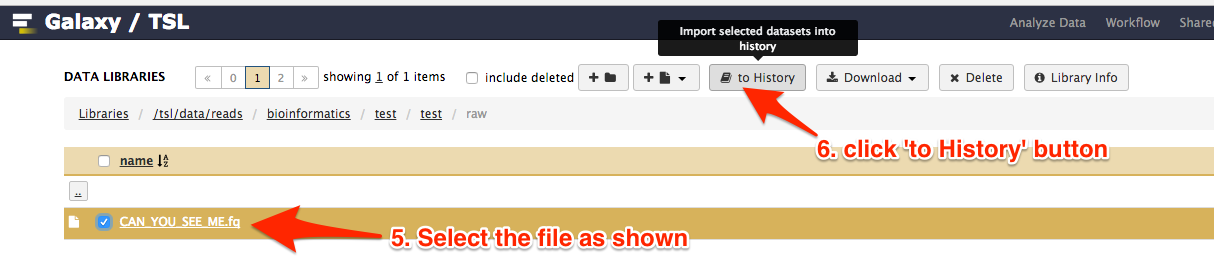 Galaxy / TSL
Analyze Data Workflow Share
Import selected datasets into
history
DATA LIBRARIES « 0 1 2 » showing 1 of 1 items include deleted + + to History Download Delete Library Info
Libraries / /tsl/data/reads / bioinformatics / test / test / raw
6. click 'to History' button
name
..
CAN_YOU_SEE_ME.fq
5. Select the file as shown